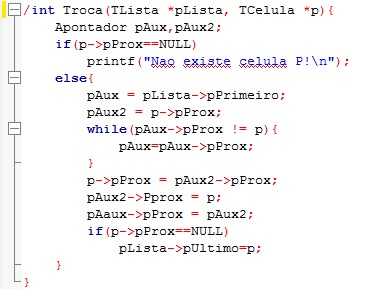 /int Troca(TLista *pLista, TCelula *p){
    Apontador pAux,pAux2;
    if(p->pProx==NULL)
        printf("Nao existe celula P!\n");
    else{
        pAux = pLista->pPrimeiro;
        pAux2 = p->pProx;
        while(pAux->pProx != p){
            pAux=pAux->pProx;
        }
        p->pProx = pAux2->pProx;
        pAux2->Pprox = p;
        pAaux->pProx = pAux2;
        if(p->pProx==NULL)
            pLista->pUltimo=p;
    }
}